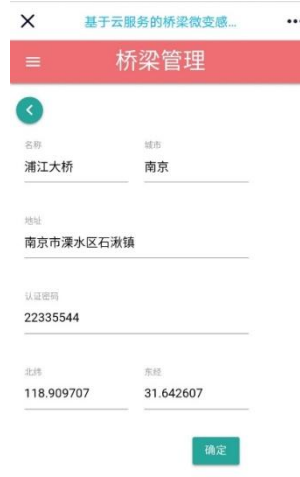 基于云服务的桥梁微变感...
桥梁管理
名称 城市
浦江大桥 南京
地址
南京市溧水区石湫镇
认证密码
22335544
北纬 东经
118.909707 31.642607
确定